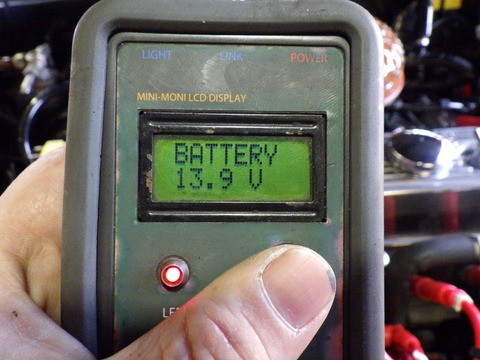 LIGHT LINK POWER
MINI-MONI LCD DISPLAY
BATTERY
13.9 V